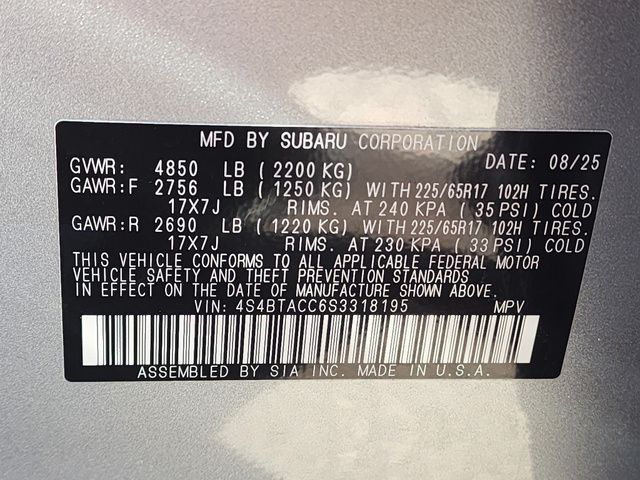 MFD BY SUBARU CORPORATION
GVWR: 4850 LB ( 2200 KG) DATE: 08/25
GAWR:F 2756 LB ( 1250 KG) WITH 225/65R17 102H TIRES.
17X7J RIMS. AT 240 KPA ( 35 PSI) COLD
GAWR:R 2690 LB ( 1220 KG) WITH 225/65R17 102H TIRES.
17X7J RIMS. AT 230 KPA ( 33 PSI) COLD
THIS VEHICLE CONFORMS TO ALL APPLICABLE FEDERAL MOTOR
VEHICLE SAFETY AND THEFT PREVENTION STANDARDS
IN EFFECT ON THE DATE OF MANUFACTURE SHOWN ABOVE.
VIN: 4S4BTACC6S3318195 MPV
ASSEMBLED BY SIA INC. MADE IN U.S.A.